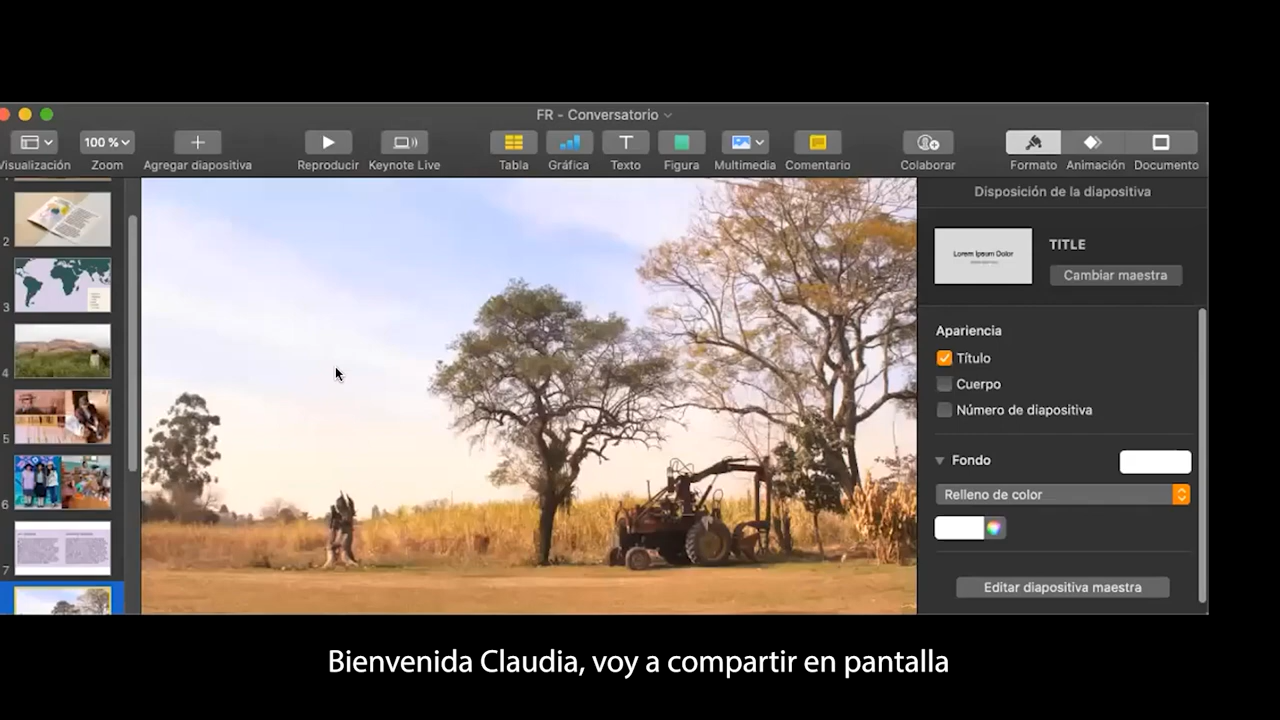 FR - Conversatorio
100 %
Visualización Zoom Agregar diapositiva Reproducir Keynote Live Tabla Gráfica Texto Figura Multimedia Comentario Colaborar Formato Animación Documento
Disposición de la diapositiva
Lorem Ipsum Dolor
TITLE
Cambiar maestra
Apariencia
Título
Cuerpo
Número de diapositiva
Fondo
Relleno de color
Editar diapositiva maestra
2
3
4
5
6
7
Bienvenida Claudia, voy a compartir en pantalla